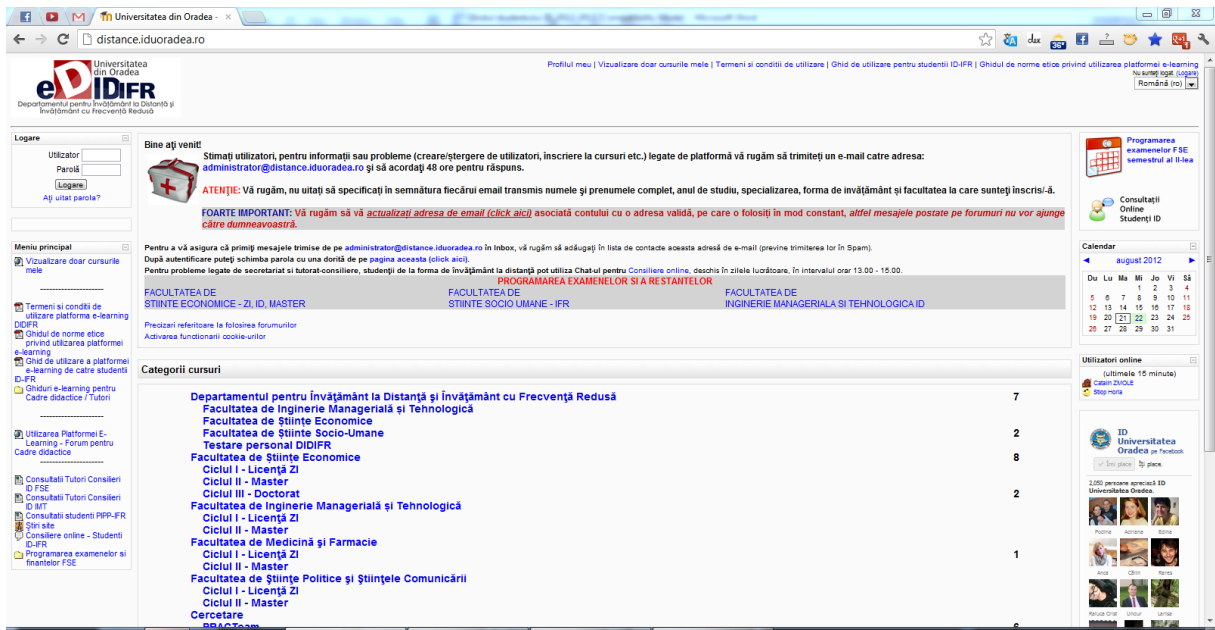 Universitatea din Oradea -
distance.iduoradea.ro
Universitatea
din Oradea
eDIDIFR
Departamentul pentru Învăţământ la Distanţă şi
Învăţământ cu Frecvenţă Redusă
Profilul meu | Vizualizare doar cursurile mele | Termeni si conditii de utilizare | Ghid de utilizare pentru studentii ID-IFR | Ghidul de norme etice privind utilizarea platformei e-learning
Nu sunteţi logat. (Logare)
Română (ro)
Logare
Utilizator
Parolă
Logare
Aţi uitat parola?
Meniu principal
Vizualizare doar cursurile
mele
---------------------
Termeni si conditii de
utilizare platforma e-learning
DIDIFR
Ghidul de norme etice
privind utilizarea platformei
e-learning
Ghid de utilizare a platformei
e-learning de catre studentii
ID-IFR
Ghiduri e-learning pentru
Cadre didactice / Tutori
---------------------
Utilizarea Platformei E-
Learning - Forum pentru
Cadre didactice
---------------------
Consultatii Tutori Consilieri
ID FSE
Consultatii Tutori Consilieri
ID IMT
Consultatii studenti PIPP-IFR
Ştiri site
Consiliere online - Studenti
ID-IFR
Programarea examenelor si
finantelor FSE
Bine aţi venit!
Stimați utilizatori, pentru informații sau probleme (creare/ștergere de utilizatori, înscriere la cursuri etc.) legate de platformă vă rugăm să trimiteți un e-mail catre adresa:
administrator@distance.iduoradea.ro şi să acordaţi 48 ore pentru răspuns.
ATENŢIE: Vă rugăm, nu uitaţi să specificaţi în semnătura fiecărui email transmis numele şi prenumele complet, anul de studiu, specializarea, forma de învăţământ şi facultatea la care sunteţi înscris/-ă.
FOARTE IMPORTANT: Vă rugăm să vă actualizaţi adresa de email (click aici) asociată contului cu o adresa validă, pe care o folosiţi în mod constant, altfel mesajele postate pe forumuri nu vor ajunge
către dumneavoastră.
Pentru a vă asigura că primiţi mesajele trimise de pe administrator@distance.iduoradea.ro în Inbox, vă rugăm să adăugaţi în lista de contacte aceasta adresă de e-mail (previne trimiterea lor în Spam).
După autentificare puteţi schimba parola cu una dorită de pe pagina aceasta (click aici).
Pentru probleme legate de secretariat si tutorat-consiliere, studenţii de la forma de învăţământ la distanţă pot utiliza Chat-ul pentru Consiliere online, deschis în zilele lucrătoare, în intervalul orar 13.00 - 15.00.
PROGRAMAREA EXAMENELOR SI A RESTANTELOR
FACULTATEA DE
STIINTE ECONOMICE - ZI, ID, MASTER
FACULTATEA DE
STIINTE SOCIO UMANE - IFR
FACULTATEA DE
INGINERIE MANAGERIALA SI TEHNOLOGICA ID
Precizari referitoare la folosirea forumurilor
Activarea functionarii cookie-urilor
Categorii cursuri
Departamentul pentru Învăţământ la Distanţă şi Învăţământ cu Frecvenţă Redusă 7
Facultatea de Inginerie Managerială şi Tehnologică
Facultatea de Ştiinţe Economice
Facultatea de Ştiinte Socio-Umane 2
Testare personal DIDIFR
Facultatea de Ştiinţe Economice 8
Ciclul I - Licenţă ZI
Ciclul II - Master
Ciclul III - Doctorat 2
Facultatea de Inginerie Managerială şi Tehnologică
Ciclul I - Licenţă ZI
Ciclul II - Master
Facultatea de Medicină şi Farmacie
Ciclul I - Licenţă ZI 1
Ciclul II - Master
Facultatea de Ştiinţe Politice şi Ştiinţele Comunicării
Ciclul I - Licenţă ZI
Ciclul II - Master
Cercetare
PRACTeam 6
Programarea
examenelor FSE
semestrul al II-lea
Consultații
Online
Studenți ID
Calendar
august 2012
Du Lu Ma Mi Jo Vi Sâ
1 2 3 4
5 6 7 8 9 10 11
12 13 14 15 16 17 18
19 20 21 22 23 24 25
26 27 28 29 30 31
Utilizatori online
(ultimele 15 minute)
Catalin ZMOLE
Stiop Horia
ID
Universitatea
Oradea pe Facebook
Îmi place
place.
2,050 persoane apreciază ID
Universitatea Oradea.
Adriana
Anca
Rares
Raluca Chat